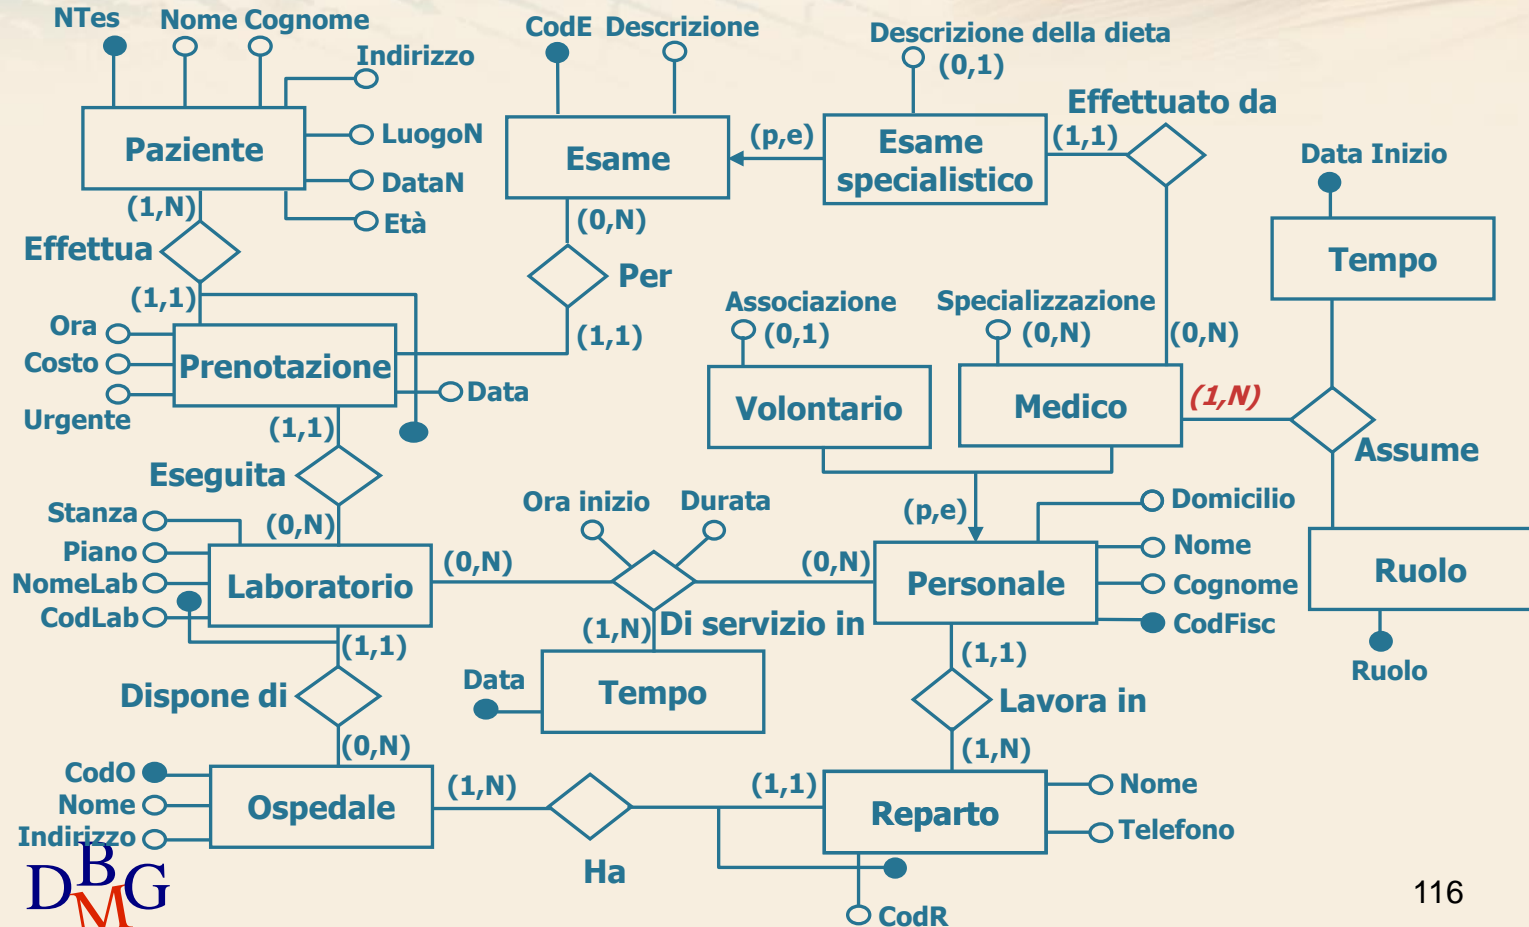 NTes
Nome Cognome
Indirizzo
LuogoN
DataN
Età
Paziente
(1,N)
Effettua
(1,1)
CodE Descrizione
Esame
(0,N)
Per
(1,1)
(p,e)
Descrizione della dieta
(0,1)
Esame
specialistico
(1,1)
Effettuato da
(0,N)
Data Inizio
Tempo
Ora
Costo
Urgente
Prenotazione
Data
(1,1)
Eseguita
(0,N)
Associazione
(0,1)
Volontario
Specializzazione
(0,N)
Medico
(1,N)
Assume
Ruolo
Ruolo
(p,e)
Stanza
Piano
NomeLab
CodLab
Laboratorio
(0,N)
Ora inizio
Durata
(0,N)
Di servizio in
(1,N)
Data
Tempo
Personale
Domicilio
Nome
Cognome
CodFisc
(1,1)
Lavora in
(1,N)
(1,1)
Dispone di
(0,N)
CodO
Nome
Indirizzo
Ospedale
(1,N)
Ha
(1,1)
Reparto
Nome
Telefono
CodR
DBMG
116